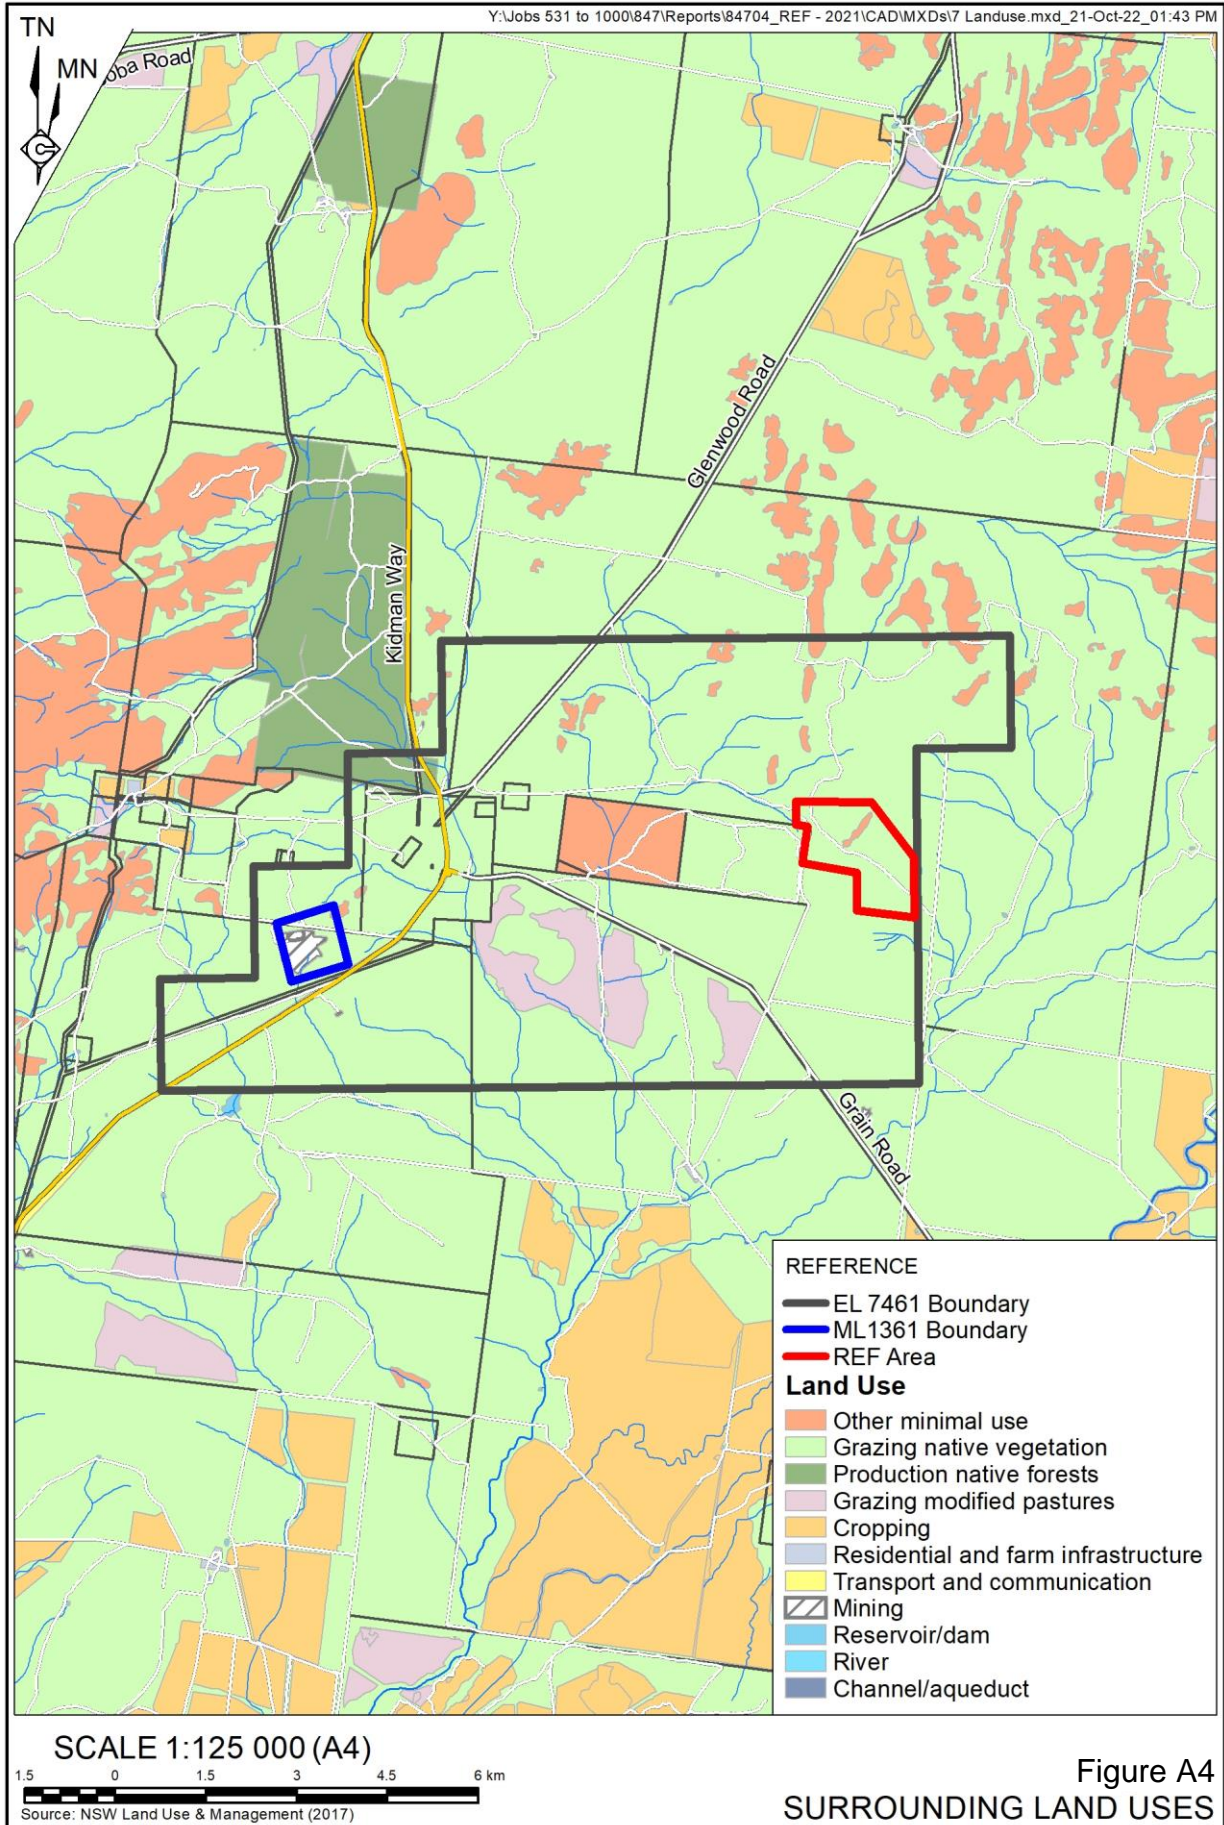 Y:\Jobs 531 to 1000\847\Reports\84704_REF - 2021\CAD\MXDs\7 Landuse.mxd_21-Oct-22_01:43 PM
TN
MN
oba Road
Glenwood Road
Kidman Way
Grain Road
REFERENCE
EL 7461 Boundary
ML1361 Boundary
REF Area
Land Use
Other minimal use
Grazing native vegetation
Production native forests
Grazing modified pastures
Cropping
Residential and farm infrastructure
Transport and communication
Mining
Reservoir/dam
River
Channel/aqueduct
SCALE 1:125 000 (A4)
1.5 0 1.5 3 4.5 6 km
Source: NSW Land Use & Management (2017)
Figure A4
SURROUNDING LAND USES